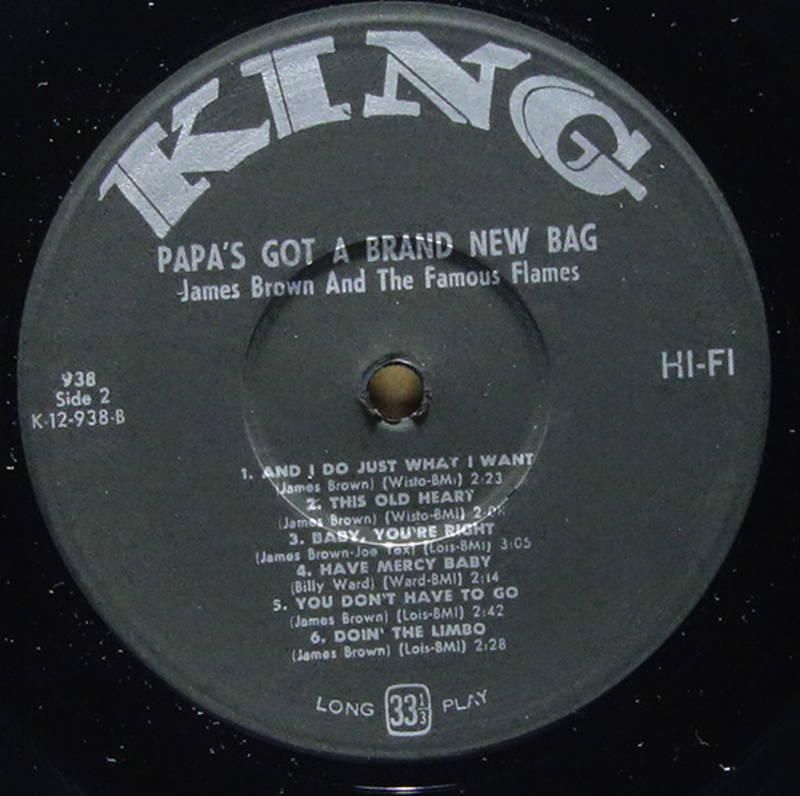 KING
PAPA'S GOT A BRAND NEW BAG
James Brown And The Famous Flames
938
Side 2
K-12-938-B
HI-FI
1. AND I DO JUST WHAT I WANT
(James Brown) (Wisto-BMI) 2:23
2. THIS OLD HEART
(James Brown) (Wisto-BMI)
3. BABY, YOU'RE RIGHT
(James Brown-Joe Tex) (Lois-BMI) 3:05
4. HAVE MERCY BABY
(Billy Ward) (Ward-BMI) 2:14
5. YOU DON'T HAVE TO GO
(James Brown) (Lois-BMI) 2:42
6. DOIN' THE LIMBO
(James Brown) (Lois-BMI) 2:28
LONG 33 1/3 PLAY